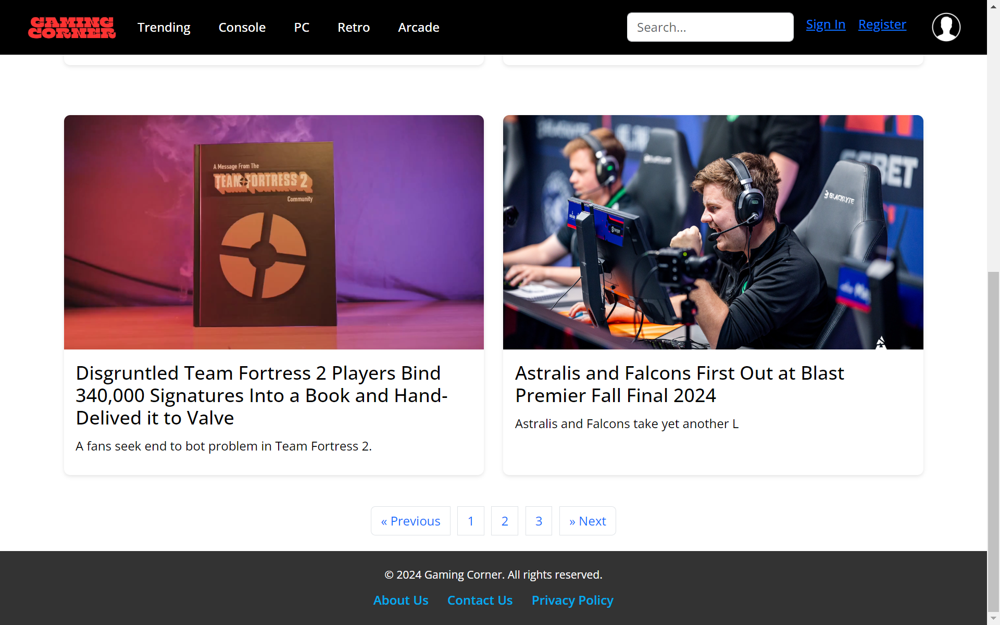 GAMING
CORNER
Trending
Console
PC
Retro
Arcade
Search...
Sign In
Register
A Message From The
TEAM FORTRESS 2
Community
BLACKLYTE
Disgruntled Team Fortress 2 Players Bind
340,000 Signatures Into a Book and Hand-
Delived it to Valve
A fans seek end to bot problem in Team Fortress 2.
Astralis and Falcons First Out at Blast
Premier Fall Final 2024
Astralis and Falcons take yet another L
« Previous
1
2
3
» Next
© 2024 Gaming Corner. All rights reserved.
About Us
Contact Us
Privacy Policy